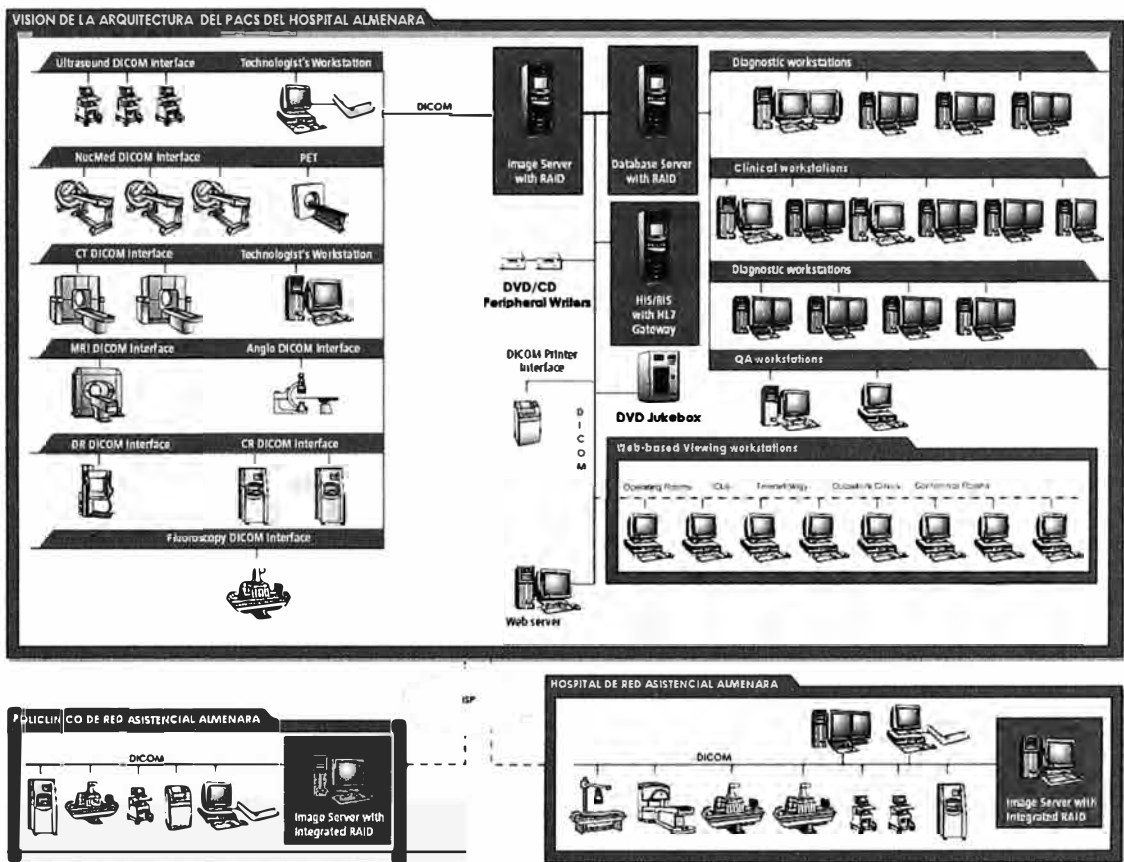 VISION DE LA ARQUITECTURA DEL PACS DEL HOSPITAL ALMENARA
Ultrasound DICOM Interface
Technologist's Workstation
NucMed DICOM Interface
PET
CT DICOM Interface
Technologist's Workstation
MRI DICOM Interface
Angio DICOM Interface
DR DICOM Interface
CR DICOM Interface
Fluoroscopy DICOM Interface
DICOM
Image Server
with RAID
Database Server
with RAID
DVD/CD
Peripheral Writers
HIS/RIS
with HL7
Gateway
DICOM Printer
Interface
DICOM
DVD Jukebox
Web server
Diagnostic workstations
Clinical workstations
Diagnostic workstations
QA workstations
Web-based Viewing workstations
Operating Rooms
ICUs
Conference Rooms
ISP
POLICLINICO DE RED ASISTENCIAL ALMENARA
DICOM
Image Server with
Integrated RAID
HOSPITAL DE RED ASISTENCIAL ALMENARA
DICOM
Image Server with
Integrated RAID